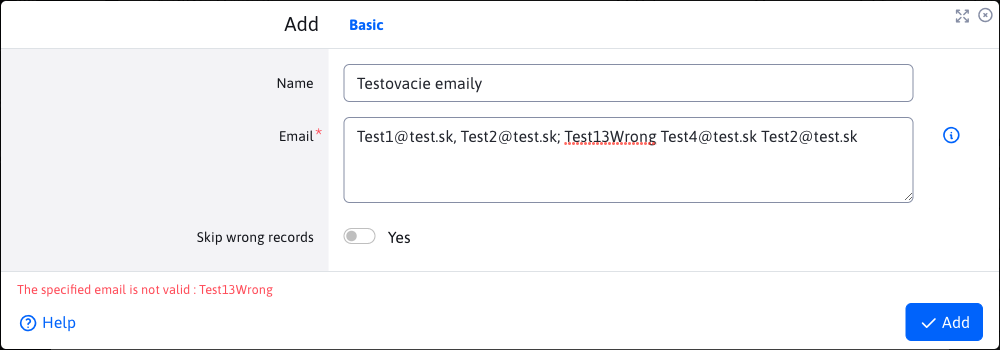 Add Basic
Name Testovacie emaily
Email * Test1@test.sk, Test2@test.sk; Test13Wrong Test4@test.sk Test2@test.sk
Skip wrong records Yes
The specified email is not valid : Test13Wrong
Help Add